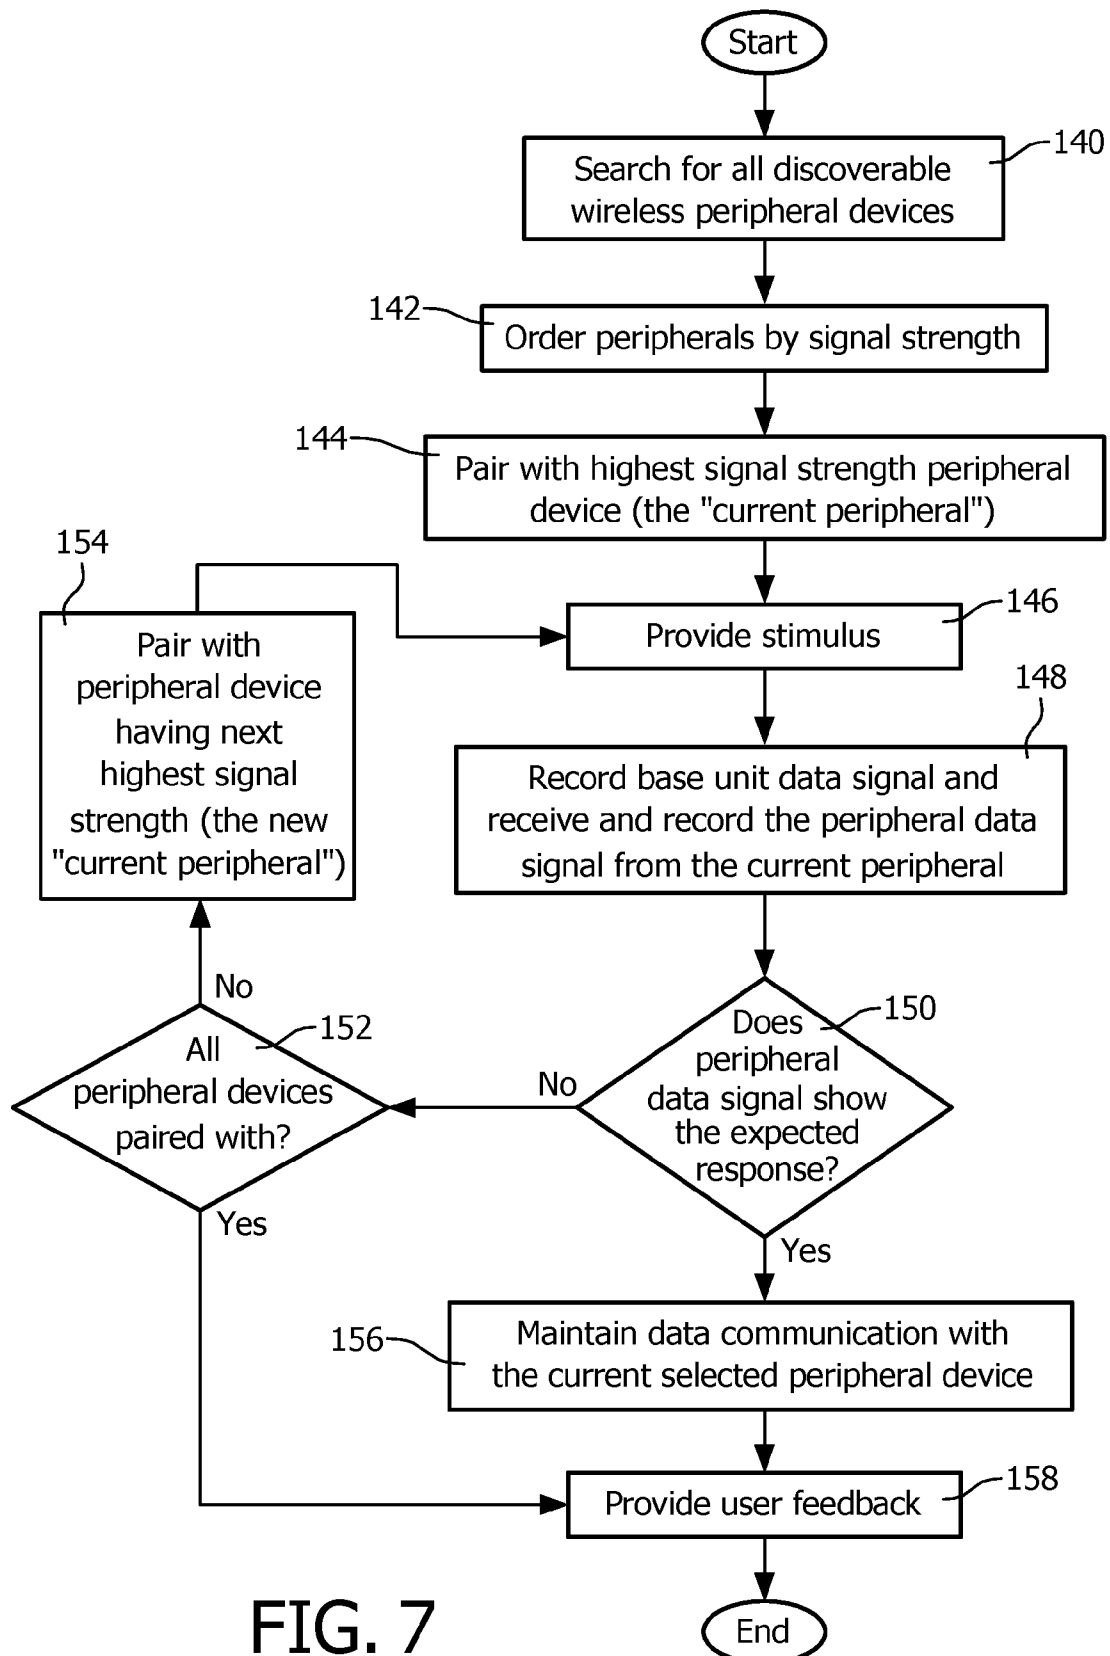 Start
140
Search for all discoverable
wireless peripheral devices
142
Order peripherals by signal strength
144
Pair with highest signal strength peripheral
device (the "current peripheral")
154
Pair with
peripheral device
having next
highest signal
strength (the new
"current peripheral")
146
Provide stimulus
148
Record base unit data signal and
receive and record the peripheral data
signal from the current peripheral
No
152
All
peripheral devices
paired with?
Yes
No
150
Does
peripheral
data signal show
the expected
response?
Yes
156
Maintain data communication with
the current selected peripheral device
158
Provide user feedback
End
FIG. 7